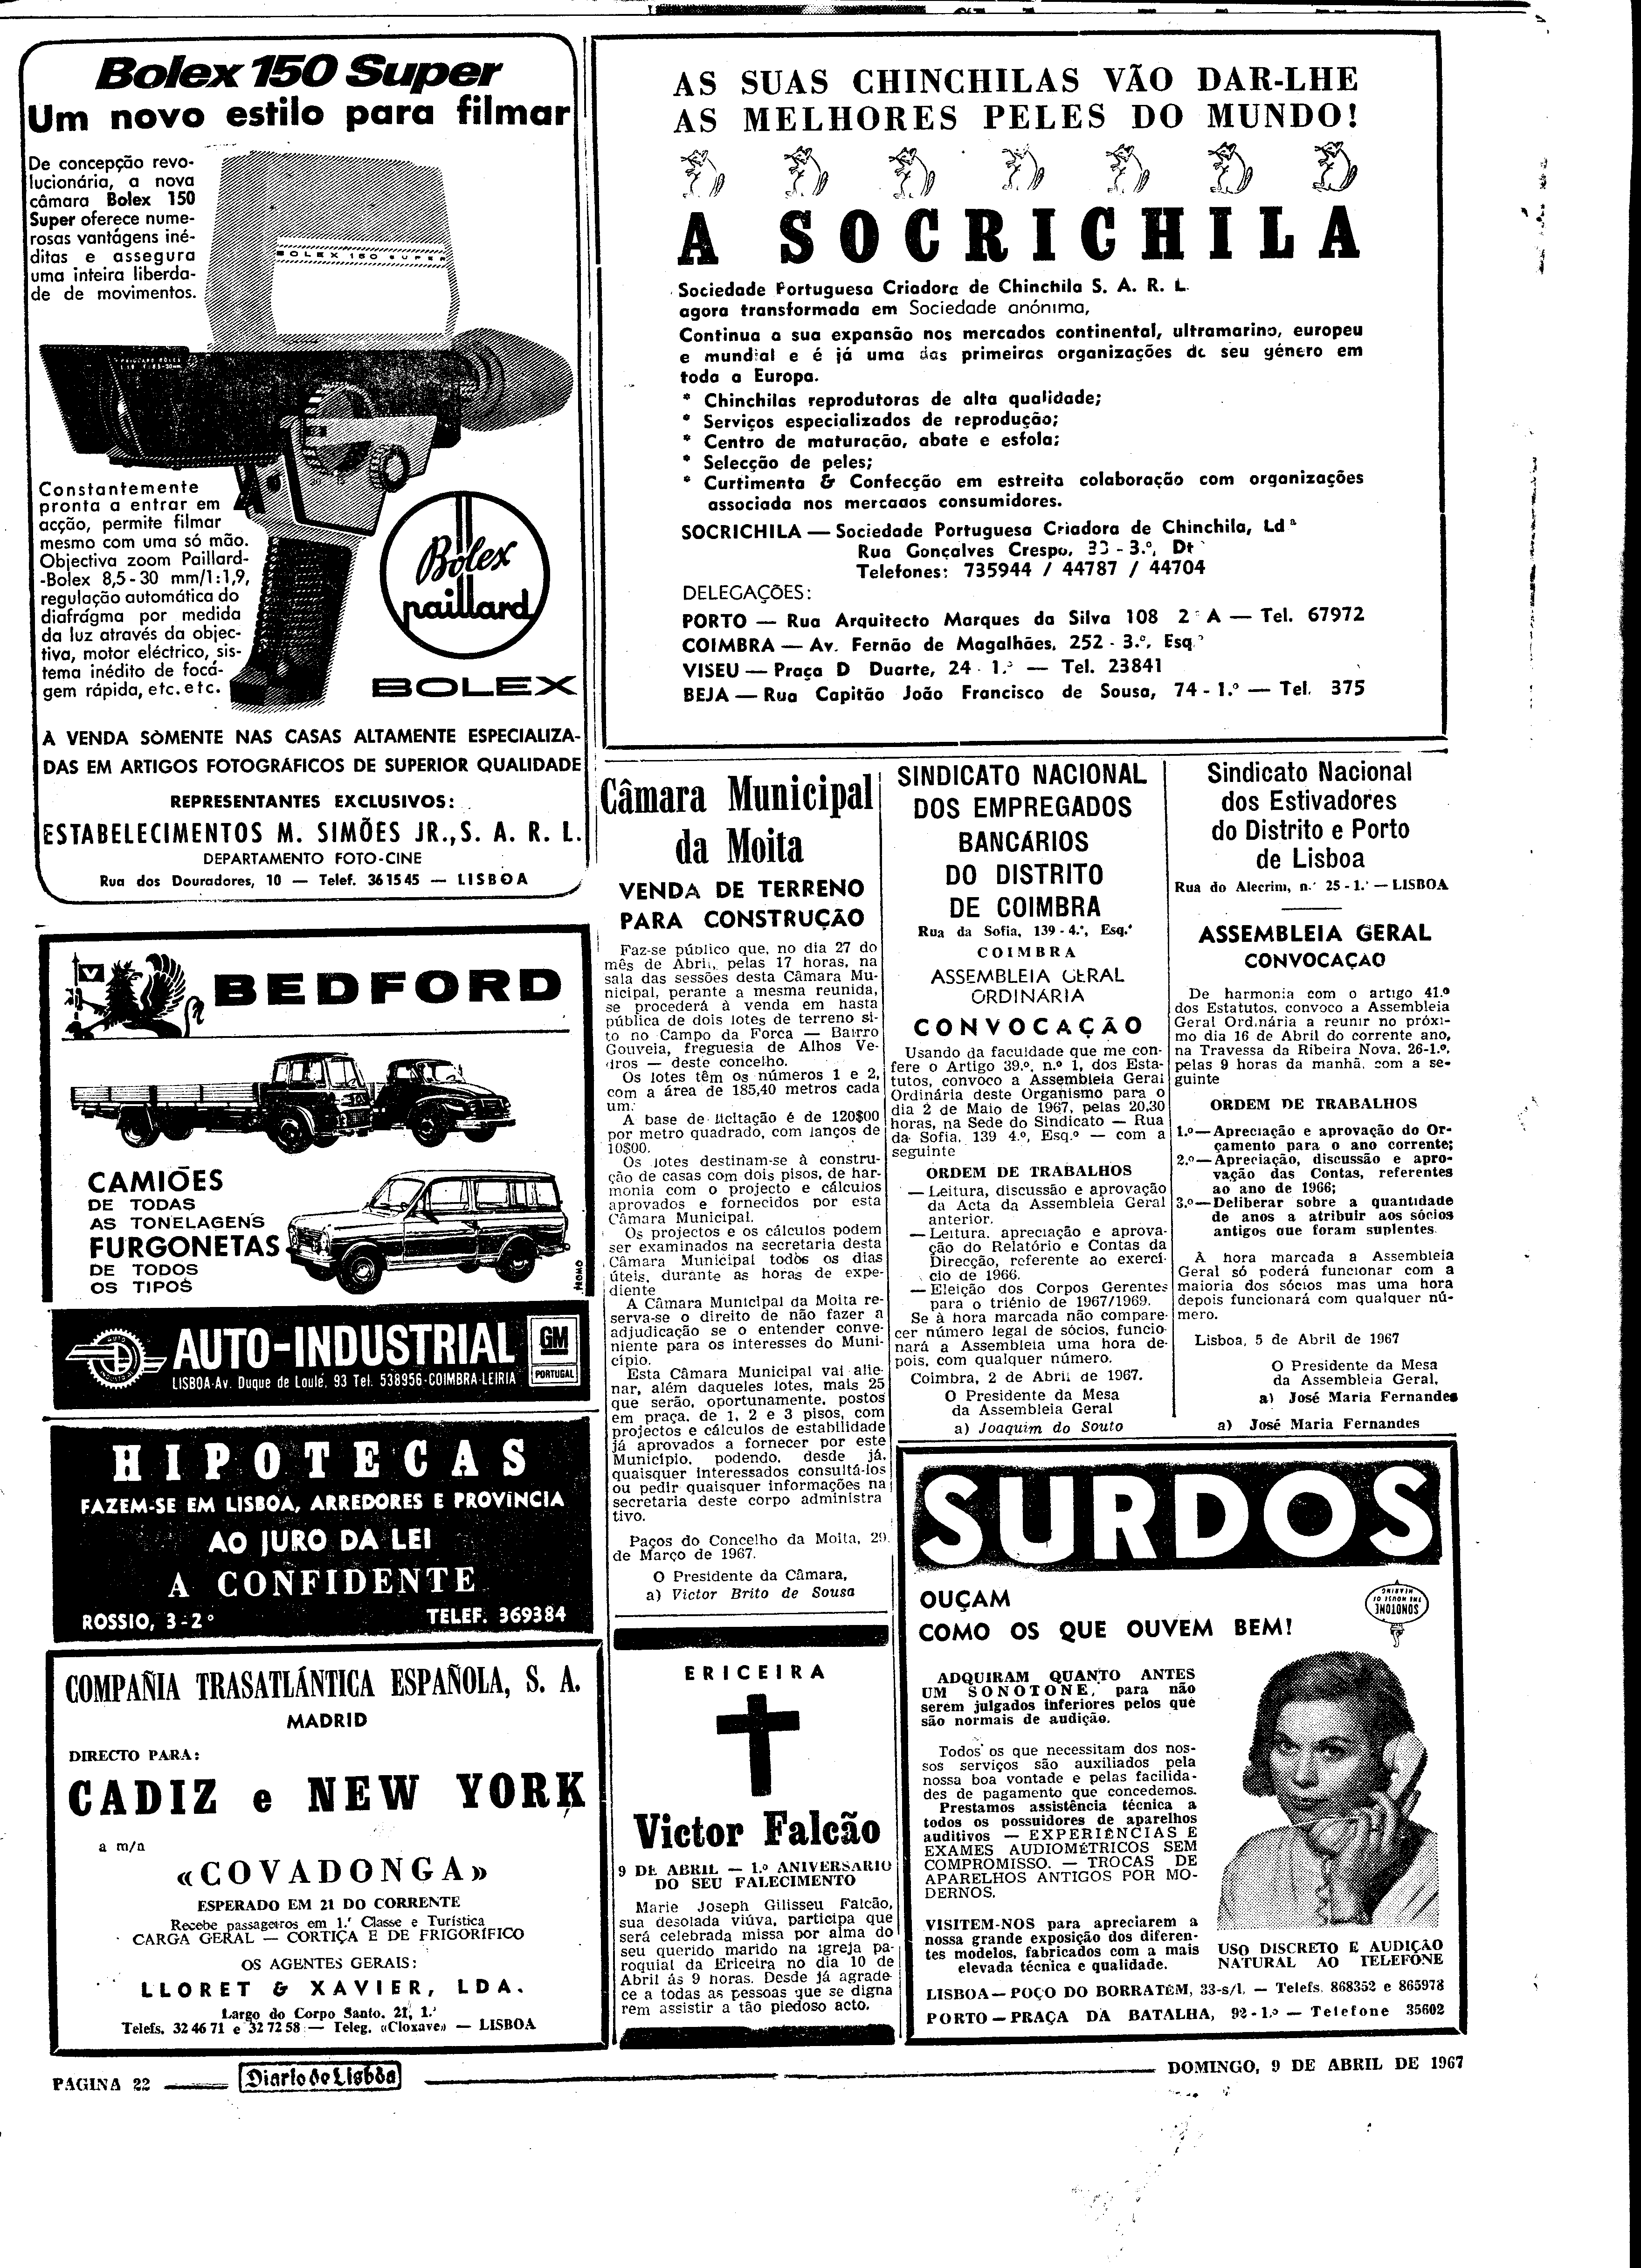 Bolex 150 Super
Um novo estilo para filmar
De concepção revo-
lucionária, a nova
câmara Bolex 150
Super oferece nume-
rosas vantágens iné-
ditas e assegura
uma inteira liberda-
de de movimentos.
BOLEX 150 SUPER
Constantemente
pronta a entrar em
acção, permite filmar
mesmo com uma só mão.
Objectiva zoom Paillard-
-Bolex 8,5-30 mm/1:1,9,
regulação automática do
diafrágma por medida
da luz através da objec-
tiva, motor eléctrico, sis-
tema inédito de focá-
gem rápida, etc. etc.
Bolex
paillard
BOLEX
À VENDA SÒMENTE NAS CASAS ALTAMENTE ESPECIALIZA-
DAS EM ARTIGOS FOTOGRÁFICOS DE SUPERIOR QUALIDADE
REPRESENTANTES EXCLUSIVOS:
ESTABELECIMENTOS M. SIMÕES JR., S. A. R. L.
DEPARTAMENTO FOTO-CINE
Rua dos Douradores, 10 — Telef. 361545 — LISBOA
AS SUAS CHINCHILAS VÃO DAR-LHE
AS MELHORES PELES DO MUNDO!
A SOCRICHILA
Sociedade Portuguesa Criadora de Chinchila S. A. R. L.
agora transformada em Sociedade anónima,
Continua a sua expansão nos mercados continental, ultramarino, europeu
e mundial e é já uma das primeiras organizações do seu género em
toda a Europa.
* Chinchilas reprodutoras de alta qualidade;
* Serviços especializados de reprodução;
* Centro de maturação, abate e esfola;
* Selecção de peles;
* Curtimenta & Confecção em estreita colaboração com organizações
associada nos mercados consumidores.
SOCRICHILA — Sociedade Portuguesa Criadora de Chinchila, Ldª
Rua Gonçalves Crespo, 33 - 3.º, Dt
Telefones: 735944 / 44787 / 44704
DELEGAÇÕES:
PORTO — Rua Arquitecto Marques da Silva 108 2º A — Tel. 67972
COIMBRA — Av. Fernão de Magalhães, 252 - 3.º, Esq.º
VISEU — Praça D Duarte, 24 - 1.º — Tel. 23841
BEJA — Rua Capitão João Francisco de Sousa, 74 - 1.º — Tel. 375
BEDFORD
CAMIÕES
DE TODAS
AS TONELAGENS
FURGONETAS
DE TODOS
OS TIPOS
PROMO
AUTO-INDUSTRIAL
LISBOA-Av. Duque de Loulé, 93 Tel. 538956-COIMBRA-LEIRIA
GM
PORTUGAL
HIPOTECAS
FAZEM-SE EM LISBOA, ARREDORES E PROVÍNCIA
AO JURO DA LEI
A CONFIDENTE
ROSSIO, 3-2º
TELEF. 369384
COMPAÑIA TRASATLÁNTICA ESPAÑOLA, S. A.
MADRID
DIRECTO PARA:
CADIZ e NEW YORK
a m/n
«COVADONGA»
ESPERADO EM 21 DO CORRENTE
Recebe passageiros em 1.ª Classe e Turística
CARGA GERAL — CORTIÇA E DE FRIGORÍFICO
OS AGENTES GERAIS:
LLORET & XAVIER, LDA.
Largo do Corpo Santo, 21, 1.º
Telefs. 32 46 71 e 32 72 58 — Teleg. «Cloxave» — LISBOA
Câmara Municipal
da Moita
VENDA DE TERRENO
PARA CONSTRUÇÃO
Faz-se público que, no dia 27 do
mês de Abril, pelas 17 horas, na
sala das sessões desta Câmara Mu-
nicipal, perante a mesma reunida,
se procederá à venda em hasta
pública de dois lotes de terreno si-
to no Campo da Forca — Bairro
Gouveia, freguesia de Alhos Ve-
dros — deste concelho.
Os lotes têm os números 1 e 2,
com a área de 185,40 metros cada
um.
A base de licitação é de 120$00
por metro quadrado, com lanços de
10$00.
Os lotes destinam-se à constru-
ção de casas com dois pisos, de har-
monia com o projecto e cálculos
aprovados e fornecidos por esta
Câmara Municipal.
Os projectos e os cálculos podem
ser examinados na secretaria desta
Câmara Municipal todos os dias
úteis, durante as horas de expe-
diente
A Câmara Municipal da Moita re-
serva-se o direito de não fazer a
adjudicação se o entender conve-
niente para os interesses do Muni-
cípio.
Esta Câmara Municipal vai alie-
nar, além daqueles lotes, mais 25
que serão, oportunamente, postos
em praça, de 1, 2 e 3 pisos, com
projectos e cálculos de estabilidade
já aprovados a fornecer por este
Município, podendo, desde já,
quaisquer interessados consultá-los
ou pedir quaisquer informações na
secretaria deste corpo administra
tivo.
Paços do Concelho da Moita, 29
de Março de 1967.
O Presidente da Câmara,
a) Victor Brito de Sousa
ERICEIRA
Victor Falcão
9 DE ABRIL — 1.º ANIVERSARIO
DO SEU FALECIMENTO
Marie Joseph Gilisseu Falcão,
sua desolada viúva, participa que
será celebrada missa por alma do
seu querido marido na igreja pa-
roquial da Ericeira no dia 10 de
Abril ás 9 horas. Desde já agrade-
ce a todas as pessoas que se digna
rem assistir a tão piedoso acto.
SINDICATO NACIONAL
DOS EMPREGADOS
BANCÁRIOS
DO DISTRITO
DE COIMBRA
Rua da Sofia, 139 - 4.º, Esq.º
COIMBRA
ASSEMBLEIA GERAL
ORDINÁRIA
CONVOCAÇÃO
Usando da faculdade que me con-
fere o Artigo 39.º, n.º 1, dos Esta-
tutos, convoco a Assembleia Geral
Ordinária deste Organismo para o
dia 2 de Maio de 1967, pelas 20,30
horas, na Sede do Sindicato — Rua
da Sofia, 139 4.º, Esq.º — com a
seguinte
ORDEM DE TRABALHOS
— Leitura, discussão e aprovação
da Acta da Assembleia Geral
anterior.
— Leitura, apreciação e aprova-
ção do Relatório e Contas da
Direcção, referente ao exercí-
cio de 1966.
— Eleição dos Corpos Gerentes
para o triénio de 1967/1969.
Se à hora marcada não compare-
cer número legal de sócios, funcio-
nará a Assembleia uma hora de-
pois, com qualquer número.
Coimbra, 2 de Abril de 1967.
O Presidente da Mesa
da Assembleia Geral
a) Joaquim do Souto
Sindicato Nacional
dos Estivadores
do Distrito e Porto
de Lisboa
Rua do Alecrim, n.º 25-1.º — LISBOA
ASSEMBLEIA GERAL
CONVOCAÇAO
De harmonia com o artigo 41.º
dos Estatutos, convoco a Assembleia
Geral Ordinária a reunir no próxi-
mo dia 16 de Abril do corrente ano,
na Travessa da Ribeira Nova, 26-1.º,
pelas 9 horas da manhã, com a se-
guinte
ORDEM DE TRABALHOS
1.º—Apreciação e aprovação do Or-
çamento para o ano corrente;
2.º—Apreciação, discussão e apro-
vação das Contas, referentes
ao ano de 1966;
3.º—Deliberar sobre a quantidade
de anos a atribuir aos sócios
antigos que foram suplentes.
À hora marcada a Assembleia
Geral só poderá funcionar com a
maioria dos sócios mas uma hora
depois funcionará com qualquer nú-
mero.
Lisboa, 5 de Abril de 1967
O Presidente da Mesa
da Assembleia Geral,
a) José Maria Fernandes
a) José Maria Fernandes
SURDOS
OUÇAM
COMO OS QUE OUVEM BEM!
SONOTONE
THE HOUSE OF
HEARING
ADQUIRAM QUANTO ANTES
UM SONOTONE, para não
serem julgados inferiores pelos que
são normais de audição.
Todos os que necessitam dos nos-
sos serviços são auxiliados pela
nossa boa vontade e pelas facilida-
des de pagamento que concedemos.
Prestamos assistência técnica a
todos os possuidores de aparelhos
auditivos — EXPERIÊNCIAS E
EXAMES AUDIOMÉTRICOS SEM
COMPROMISSO. — TROCAS DE
APARELHOS ANTIGOS POR MO-
DERNOS.
VISITEM-NOS para apreciarem a
nossa grande exposição dos diferen-
tes modelos, fabricados com a mais
elevada técnica e qualidade.
USO DISCRETO E AUDIÇÃO
NATURAL AO TELEFONE
LISBOA — POÇO DO BORRATÉM, 33-s/l. — Telefs. 868352 e 865978
PORTO — PRAÇA DA BATALHA, 92-1.º — Telefone 35602
PÁGINA 22
Diario de Lisboa
DOMINGO, 9 DE ABRIL DE 1967